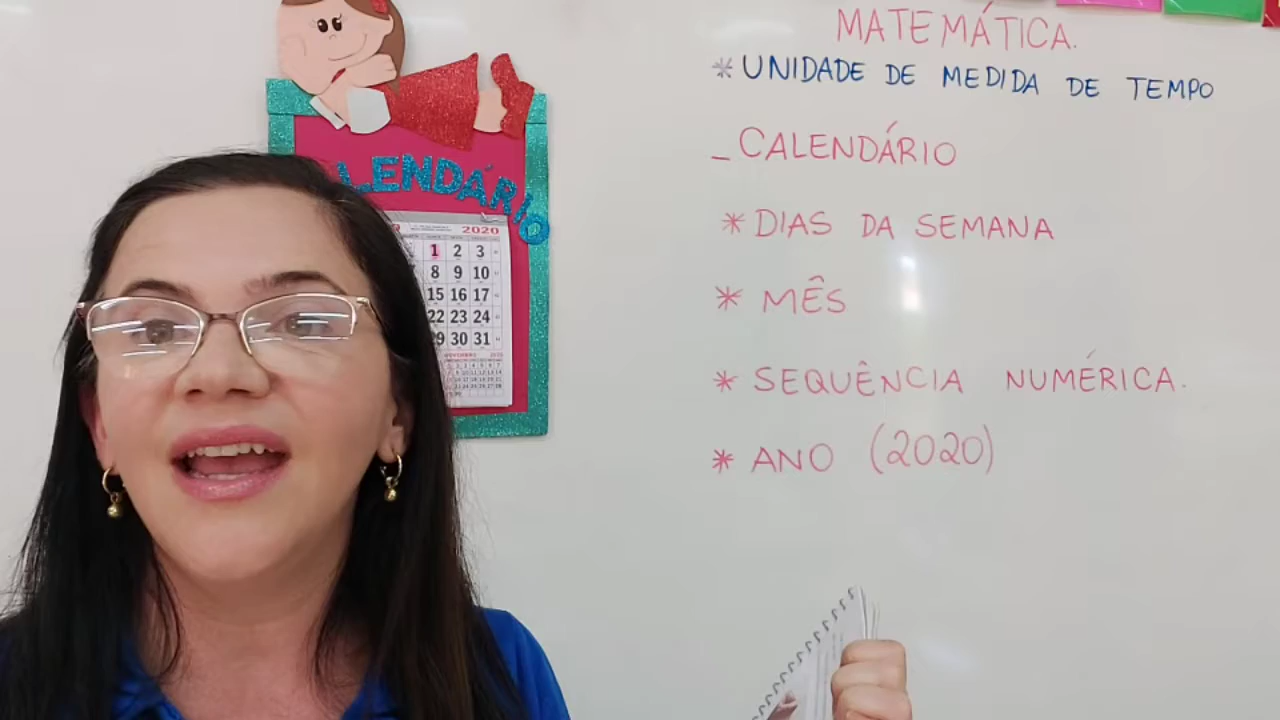 MATEMÁTICA.
* UNIDADE DE MEDIDA DE TEMPO
_ CALENDÁRIO
* DIAS DA SEMANA
* MÊS
* SEQUÊNCIA NUMÉRICA.
* ANO (2020)
2020
1 2 3
8 9 10
15 16 17
22 23 24
29 30 31